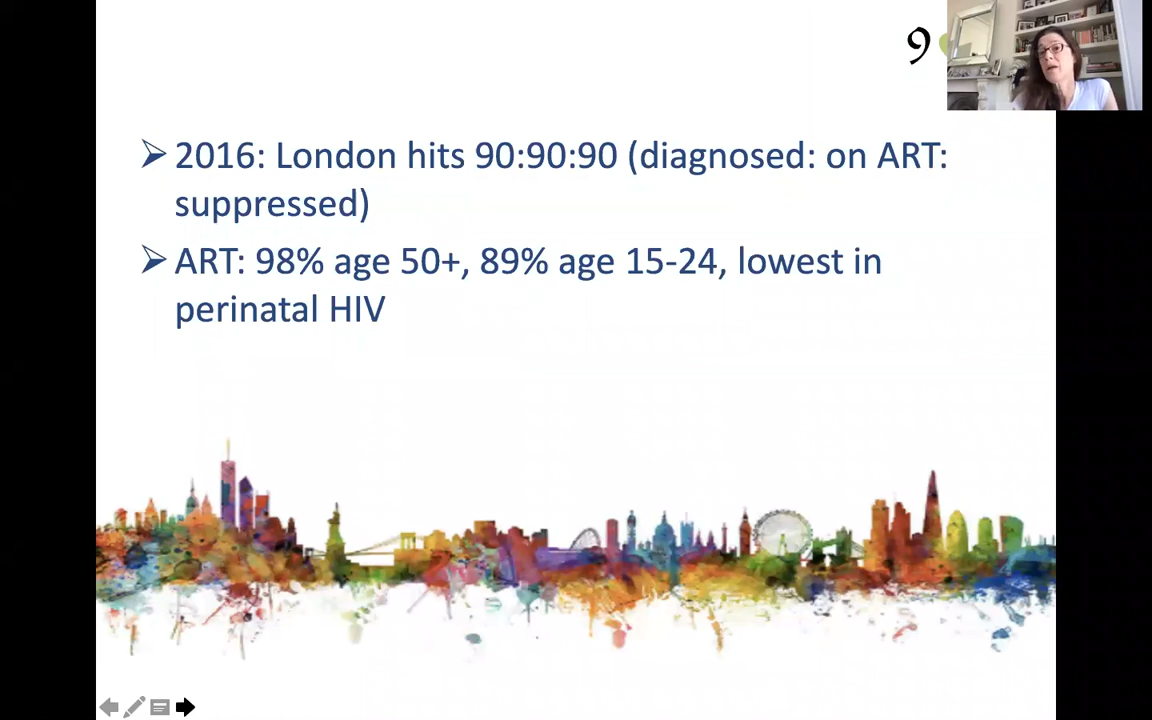 9
➢ 2016: London hits 90:90:90 (diagnosed: on ART:
suppressed)
➢ ART: 98% age 50+, 89% age 15-24, lowest in
perinatal HIV